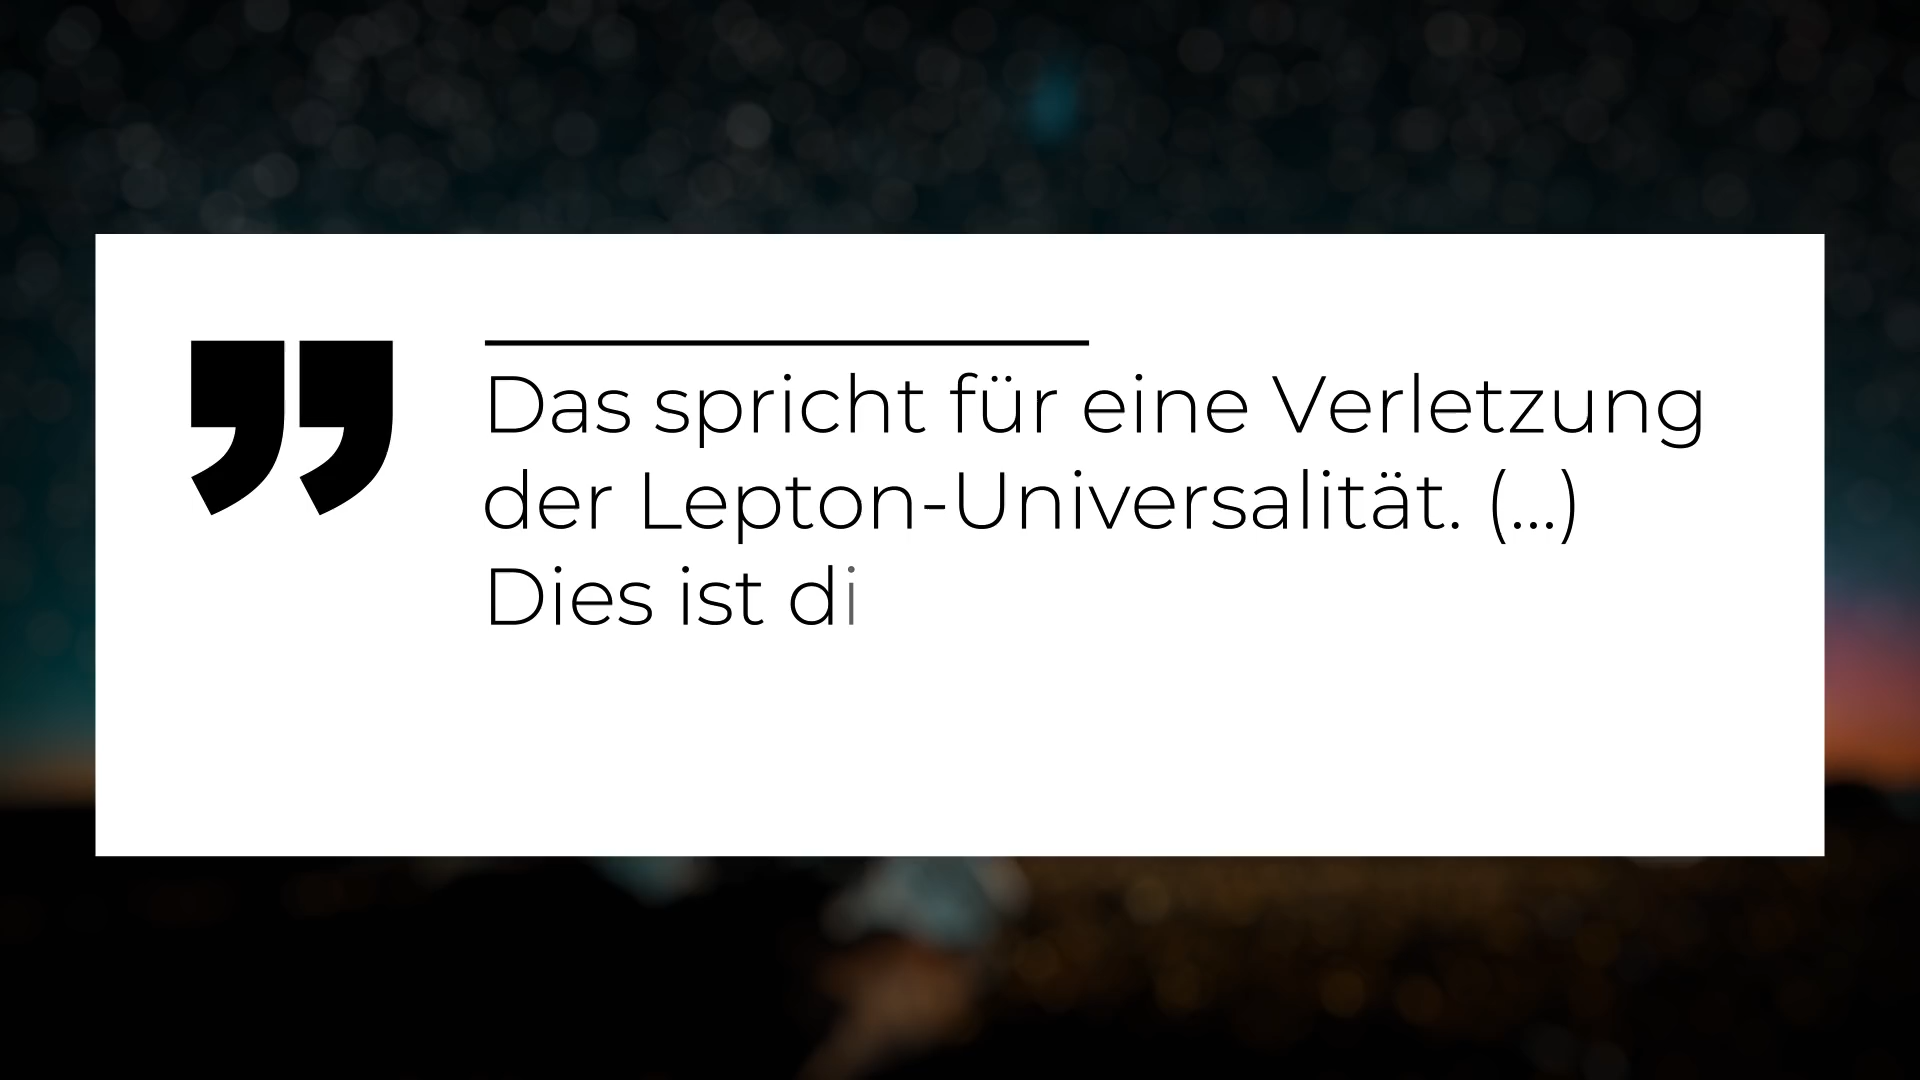 Das spricht für eine Verletzung
der Lepton-Universalität. (...)
Dies ist di